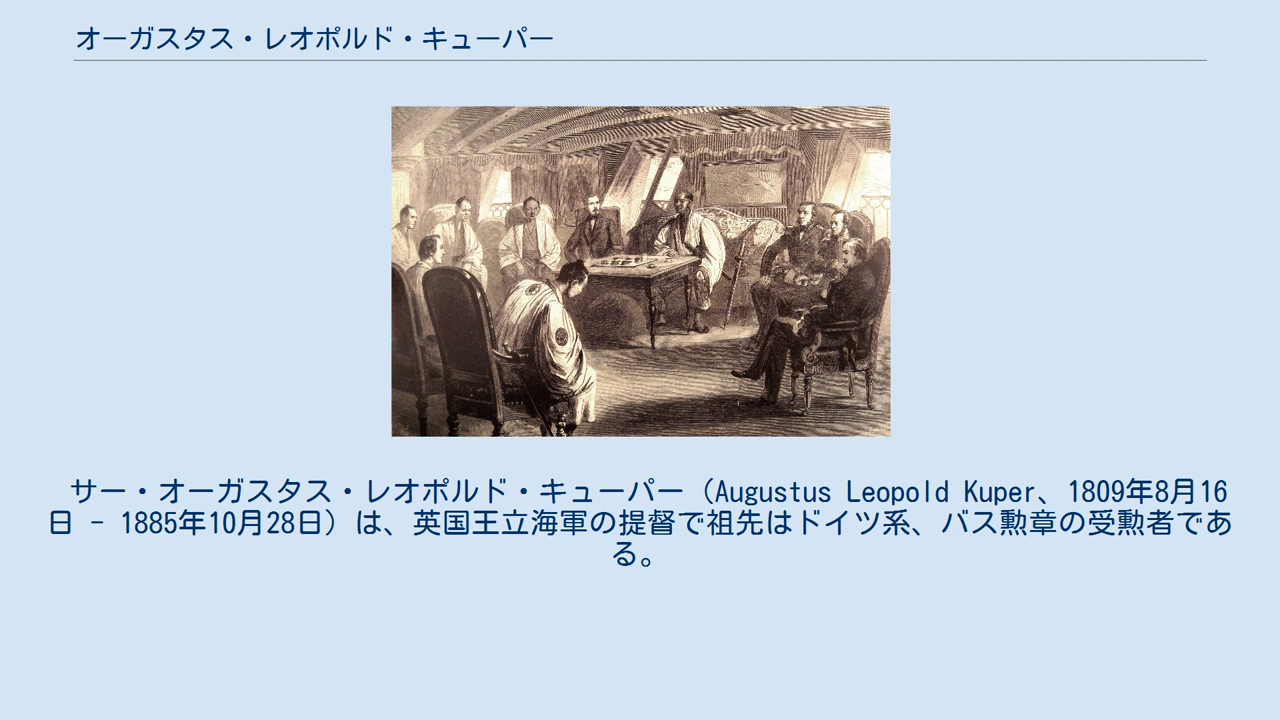 オーガスタス・レオポルド・キューパー
サー・オーガスタス・レオポルド・キューパー（Augustus Leopold Kuper、1809年8月16
日 - 1885年10月28日）は、英国王立海軍の提督で祖先はドイツ系、バス勲章の受勲者であ
る。